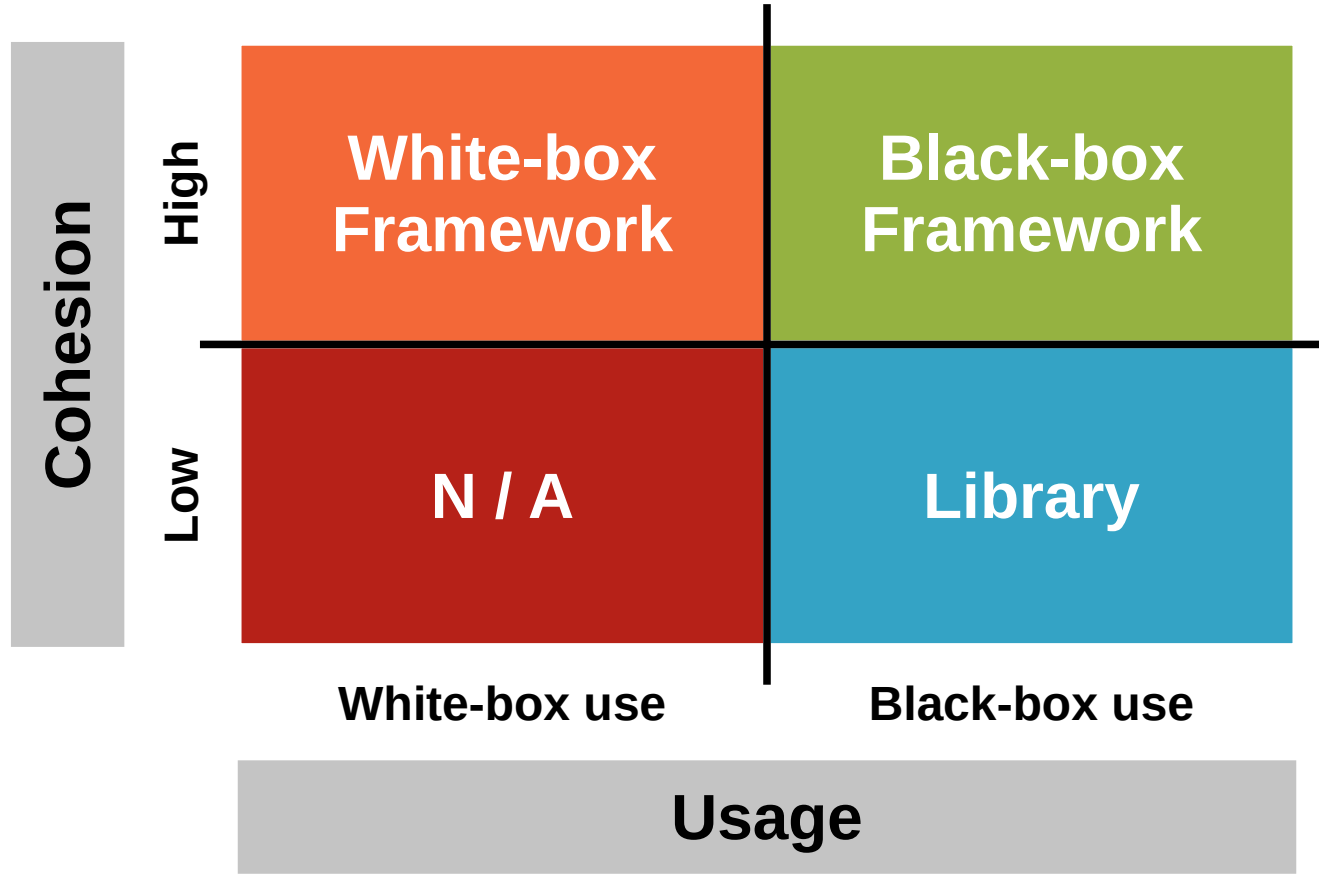 Cohesion
High
White-box
Framework
Black-box
Framework
Low
N / A
Library
White-box use
Black-box use
Usage